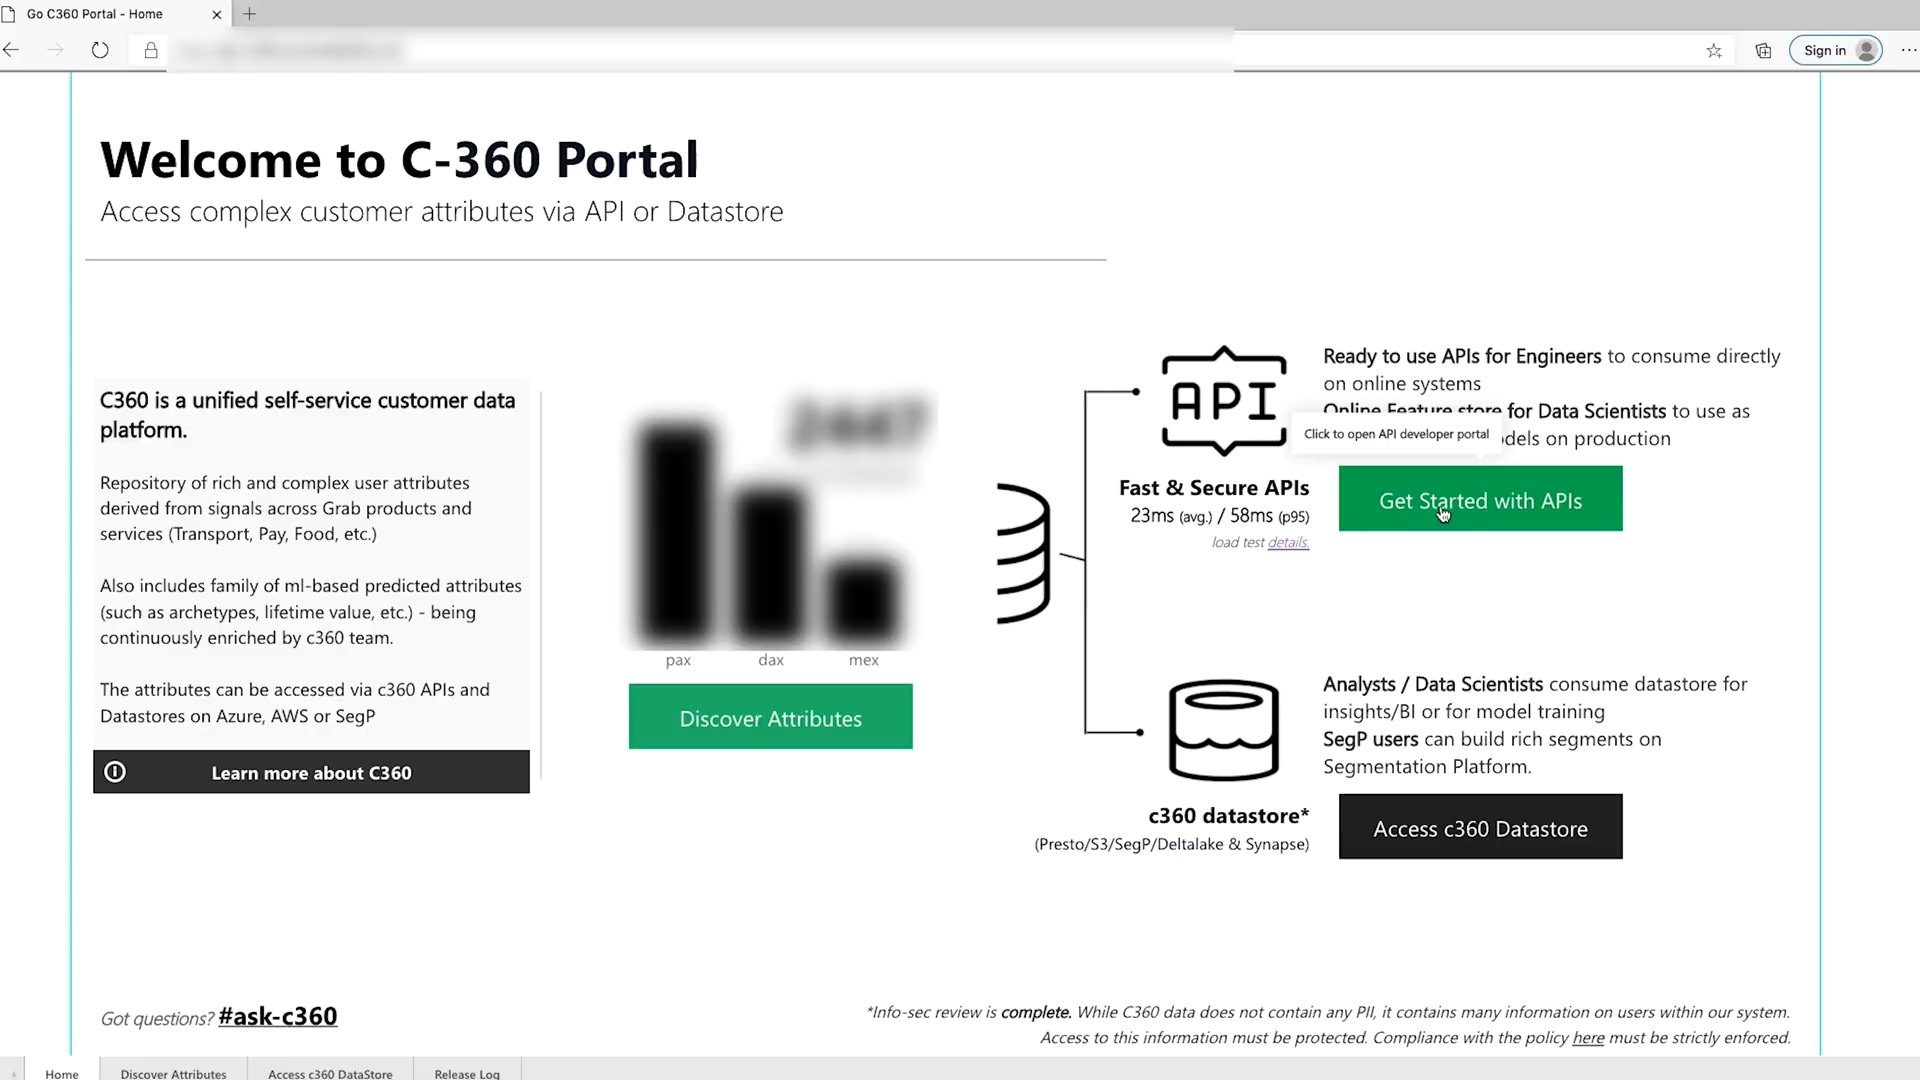 Go C360 Portal - Home
Sign in
Welcome to C-360 Portal
Access complex customer attributes via API or Datastore
C360 is a unified self-service customer data
platform.
Repository of rich and complex user attributes
derived from signals across Grab products and
services (Transport, Pay, Food, etc.)
Also includes family of ml-based predicted attributes
(such as archetypes, lifetime value, etc.) - being
continuously enriched by c360 team.
The attributes can be accessed via c360 APIs and
Datastores on Azure, AWS or SegP
Learn more about C360
pax dax mex
Discover Attributes
API
Ready to use APIs for Engineers to consume directly
on online systems
Online Feature store for Data Scientists to use as
on production
Click to open API developer portal
Fast & Secure APIs
23ms (avg.) / 58ms (p95)
load test details.
Get Started with APIs
Analysts / Data Scientists consume datastore for
insights/BI or for model training
SegP users can build rich segments on
Segmentation Platform.
c360 datastore*
(Presto/S3/SegP/Deltalake & Synapse)
Access c360 Datastore
Got questions? #ask-c360
*Info-sec review is complete. While C360 data does not contain any PII, it contains many information on users within our system.
Access to this information must be protected. Compliance with the policy here must be strictly enforced.
Home Discover Attributes Access c360 DataStore Release Log